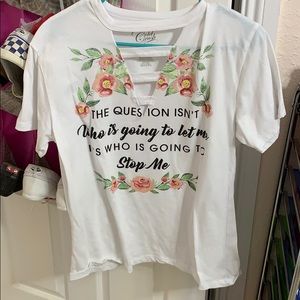 THE QUES ION ISN'T
Who is going to let me
I S WHO IS GOING TO
Stop Me